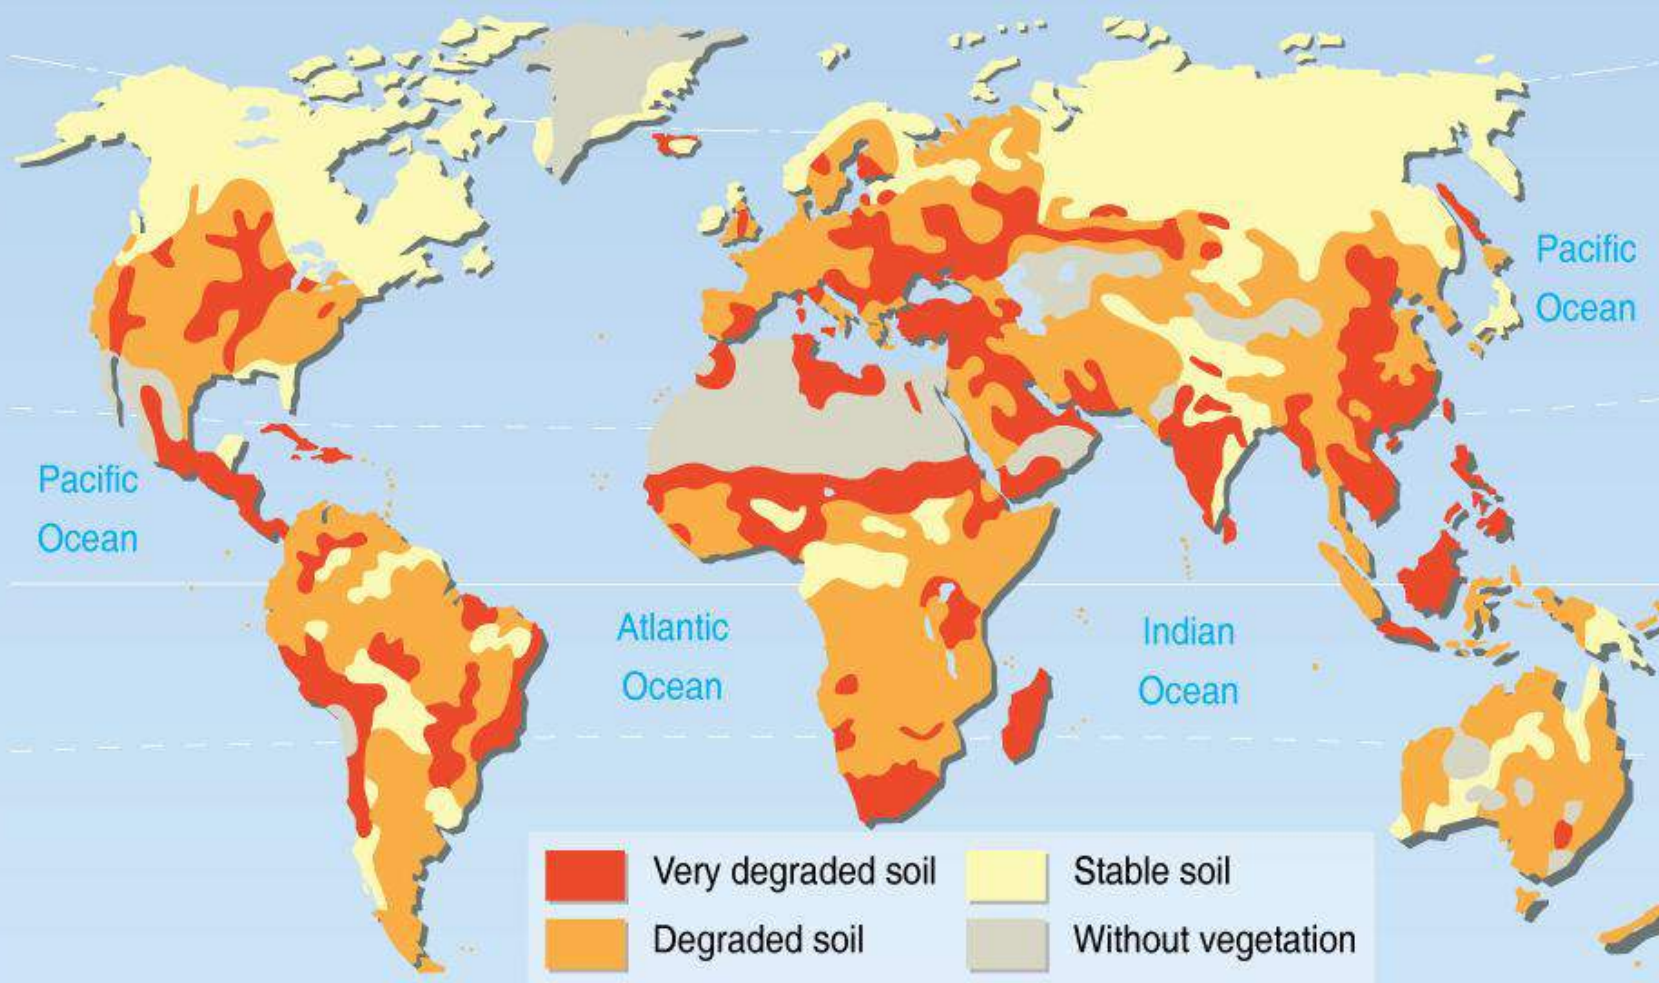 Pacific
Ocean
Pacific
Ocean
Atlantic
Ocean
Indian
Ocean
Very degraded soil
Stable soil
Degraded soil
Without vegetation